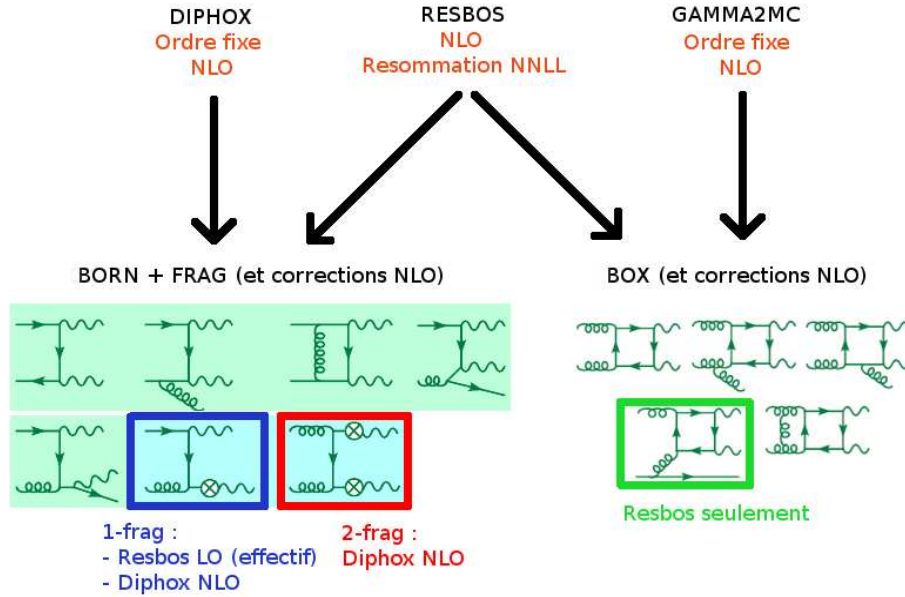 DIPHOX
Ordre fixe
NLO
RESBOS
NLO
Resommation NNLL
GAMMA2MC
Ordre fixe
NLO
BORN + FRAG (et corrections NLO)
BOX (et corrections NLO)
1-frag :
- Resbos LO (effectif)
- Diphox NLO
2-frag :
Diphox NLO
Resbos seulement